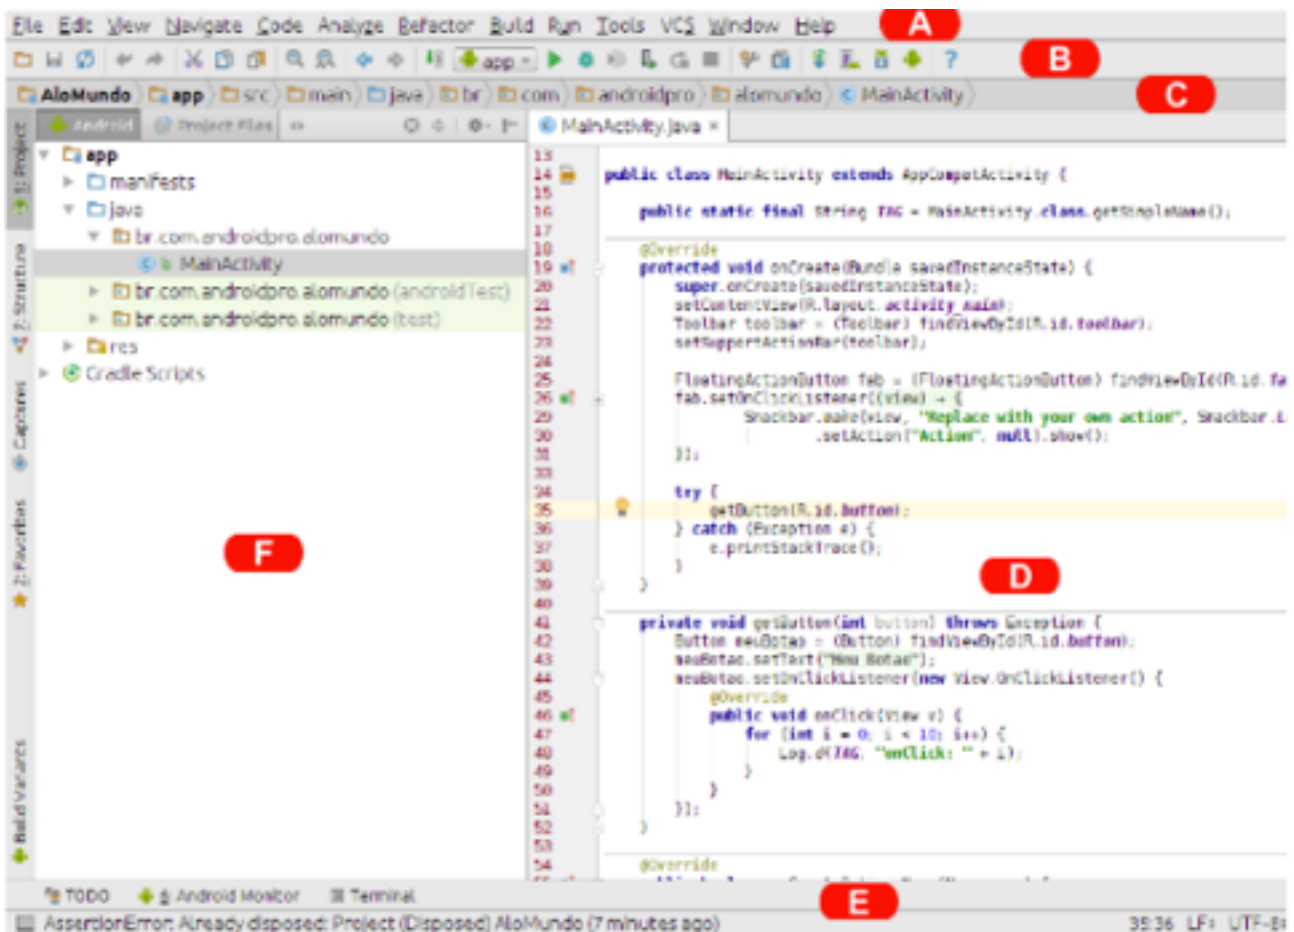 File Edit View Navigate Code Analyze Refactor Build Run Tools VCS Window Help A
app ? B
AloMundo app src main java br com androidpro alomundo MainActivity C
Android Project Files MainActivity.java ×
1: Project
7: Structure
Captures
2: Favorites
Build Variants
app
manifests
java
br.com.androidpro.alomundo
MainActivity
br.com.androidpro.alomundo (androidTest)
br.com.androidpro.alomundo (test)
res
Gradle Scripts
F
13
14 public class MainActivity extends AppCompatActivity {
15
16 public static final String TAG = MainActivity.class.getSimpleName();
17
18 @Override
19 protected void onCreate(Bundle savedInstanceState) {
20 super.onCreate(savedInstanceState);
21 setContentView(R.layout.activity_main);
22 Toolbar toolbar = (Toolbar) findViewById(R.id.toolbar);
23 setSupportActionBar(toolbar);
24
25 FloatingActionButton fab = (FloatingActionButton) findViewById(R.id.fa
26 fab.setOnClickListener((view) → {
29 Snackbar.make(view, "Replace with your own action", Snackbar.L
30 .setAction("Action", null).show();
31 });
33
34 try {
35 getButton(R.id.button);
36 } catch (Exception e) {
37 e.printStackTrace();
38 }
39 }
D
40
41 private void getButton(int button) throws Exception {
42 Button meuBotao = (Button) findViewById(R.id.button);
43 meuBotao.setText("Meu Botao");
44 meuBotao.setOnClickListener(new View.OnClickListener() {
45 @Override
46 public void onClick(View v) {
47 for (int i = 0; i < 10; i++) {
48 Log.d(TAG, "onClick: " + i);
49 }
50 }
51 });
52 }
53
54 @Override
TODO 6: Android Monitor Terminal E
AssertionError: Already disposed: Project (Disposed) AloMundo (7 minutes ago) 35:36 LF÷ UTF-8